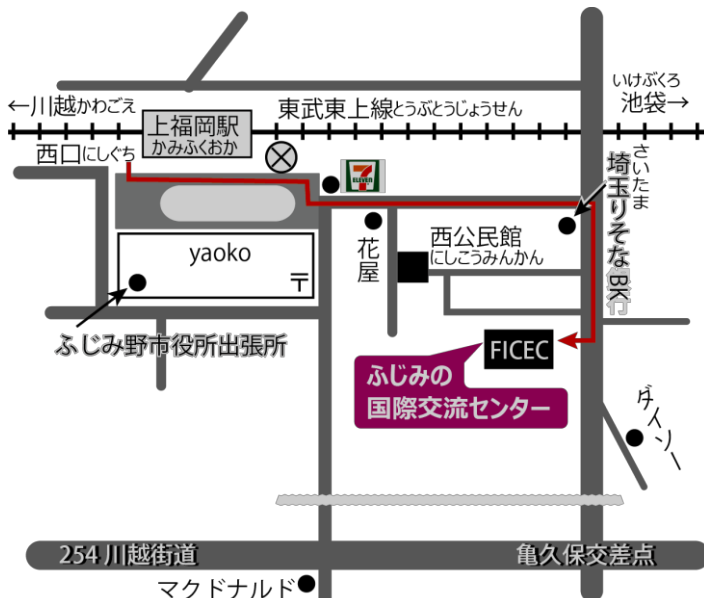 いけぶくろ
←川越かわごえ
東武東上線とうぶとうじょうせん
池袋→
上福岡駅
かみふくおか
西口にしぐち
さいたま
埼玉りそなBK
銀行
7
ELEVEN
花屋
西公民館
にしこうみんかん
yaoko
〒
ふじみ野市役所出張所
FICEC
ふじみの
国際交流センター
ダイソー
254 川越街道
亀久保交差点
マクドナルド